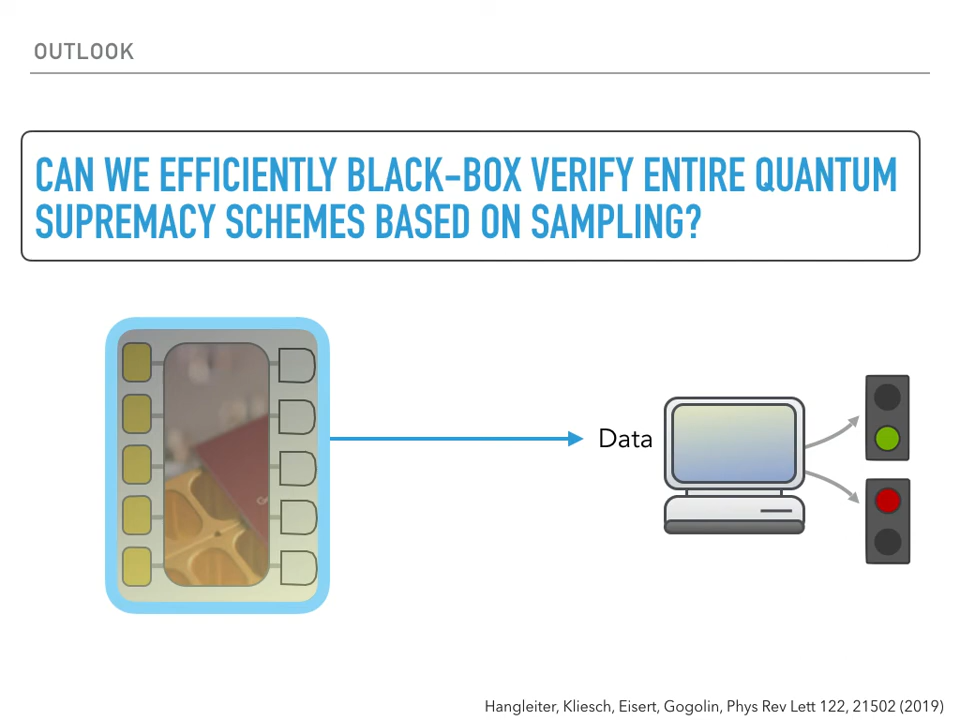 OUTLOOK
CAN WE EFFICIENTLY BLACK-BOX VERIFY ENTIRE QUANTUM
SUPREMACY SCHEMES BASED ON SAMPLING?
Data
Hangleiter, Kliesch, Eisert, Gogolin, Phys Rev Lett 122, 21502 (2019)